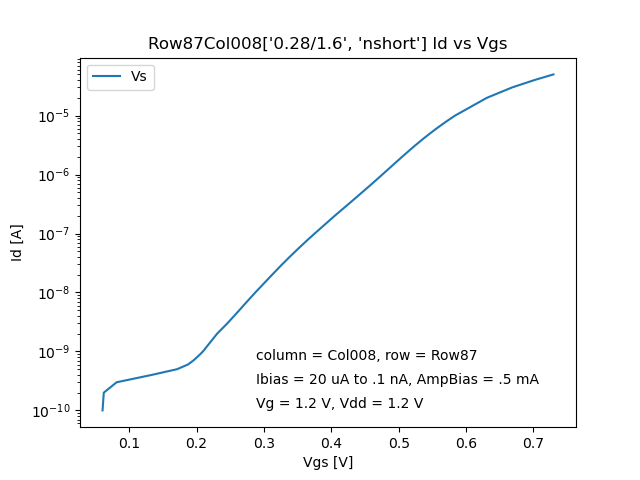 Row87Col008['0.28/1.6', 'nshort'] Id vs Vgs
Vs
10⁻⁵
10⁻⁶
10⁻⁷
10⁻⁸
10⁻⁹
10⁻¹⁰
Id [A]
column = Col008, row = Row87
Ibias = 20 uA to .1 nA, AmpBias = .5 mA
Vg = 1.2 V, Vdd = 1.2 V
0.1 0.2 0.3 0.4 0.5 0.6 0.7
Vgs [V]